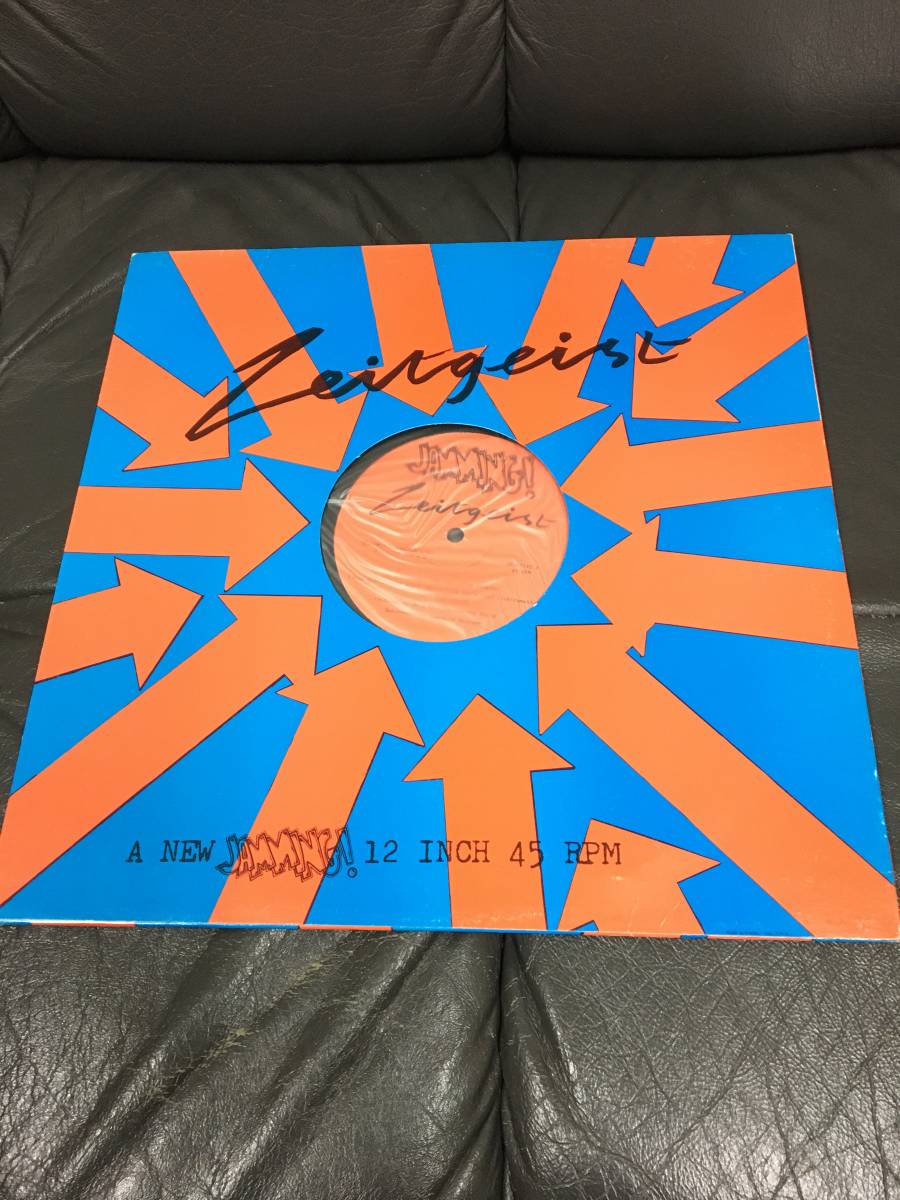 Zeitgeist
JAMMING!
Zeitgeist
A NEW JAMMING! 12 INCH 45 RPM